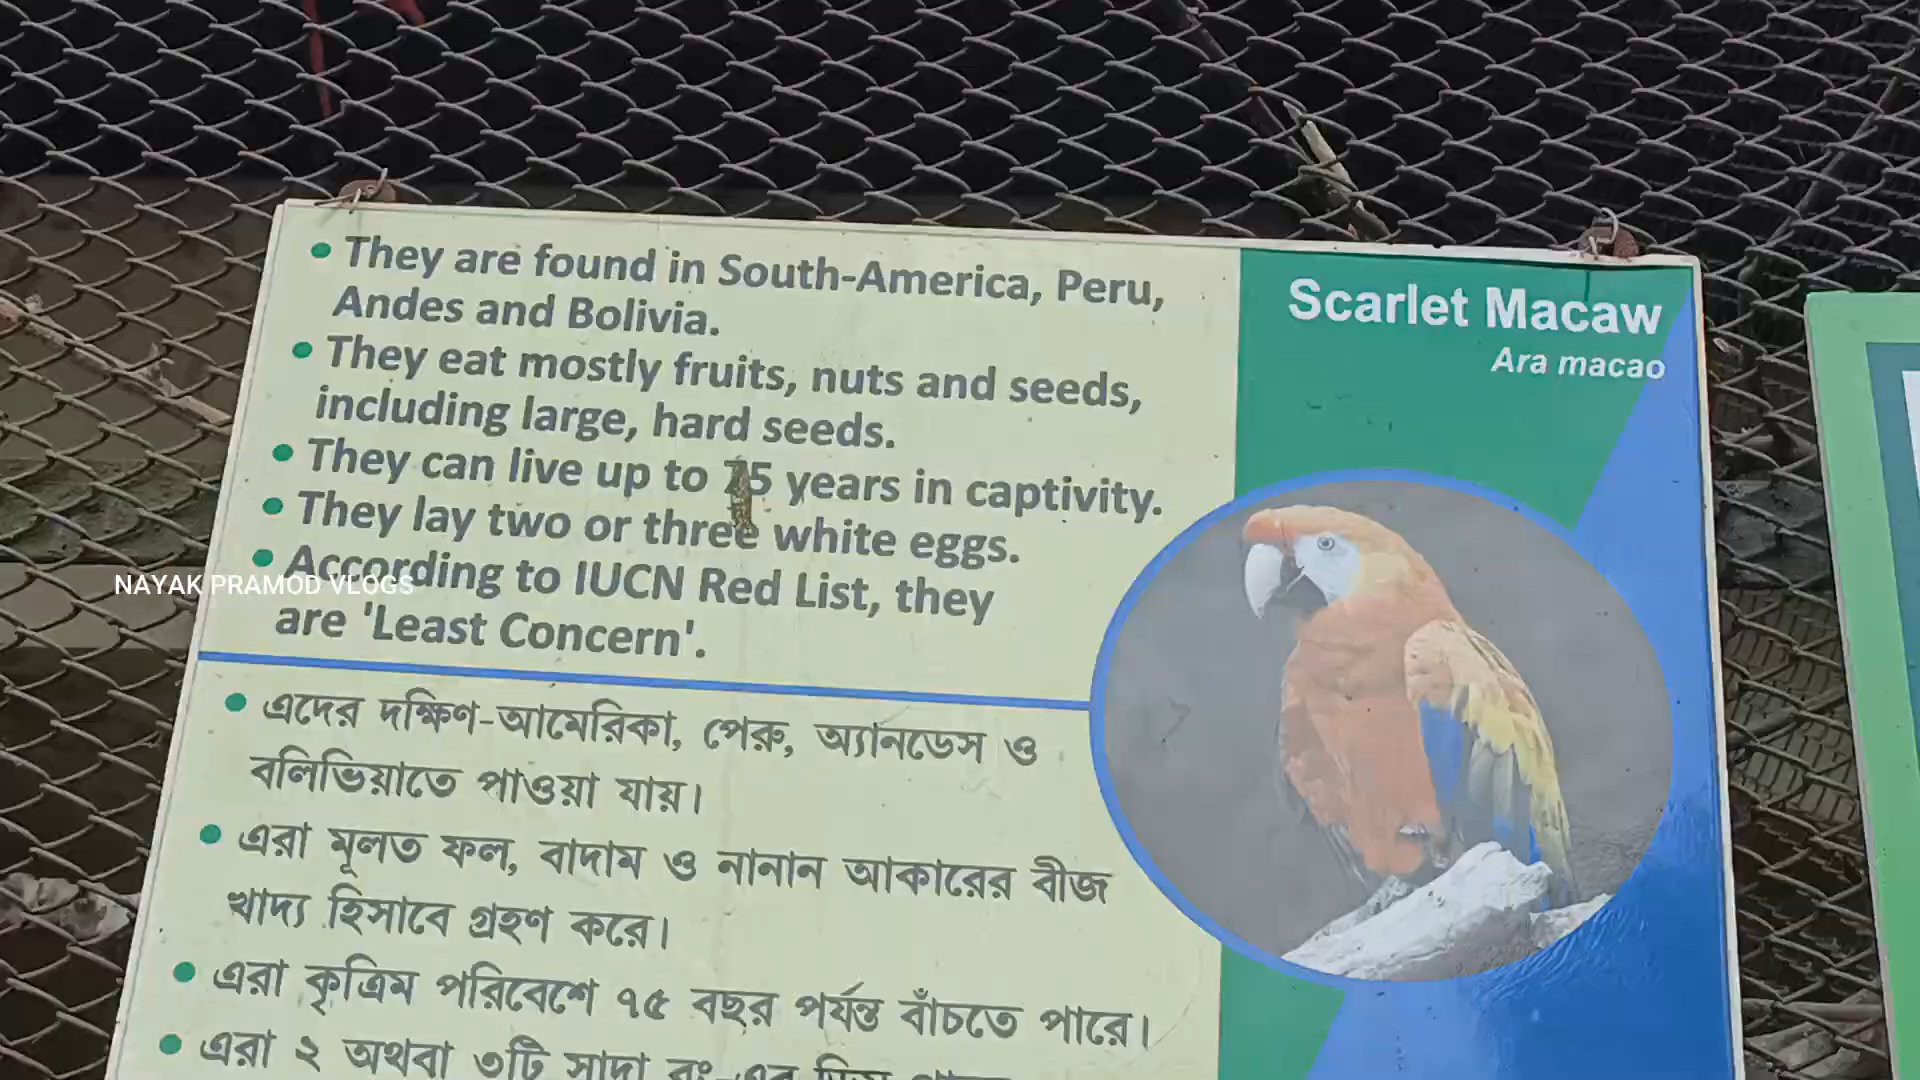 They are found in South-America, Peru,
Andes and Bolivia.
They eat mostly fruits, nuts and seeds,
including large, hard seeds.
They can live up to 75 years in captivity.
They lay two or three white eggs.
According to IUCN Red List, they
are 'Least Concern'.
Scarlet Macaw
Ara macao
NAYAK PRAMOD VLOGS
এদের দক্ষিণ-আমেরিকা, পেরু, অ্যানডেস ও
বলিভিয়াতে পাওয়া যায়।
এরা মূলত ফল, বাদাম ও নানান আকারের বীজ
খাদ্য হিসাবে গ্রহণ করে।
এরা কৃত্রিম পরিবেশে ৭৫ বছর পর্যন্ত বাঁচতে পারে।
এরা ২ অথবা ৩টি সাদা রং-এর